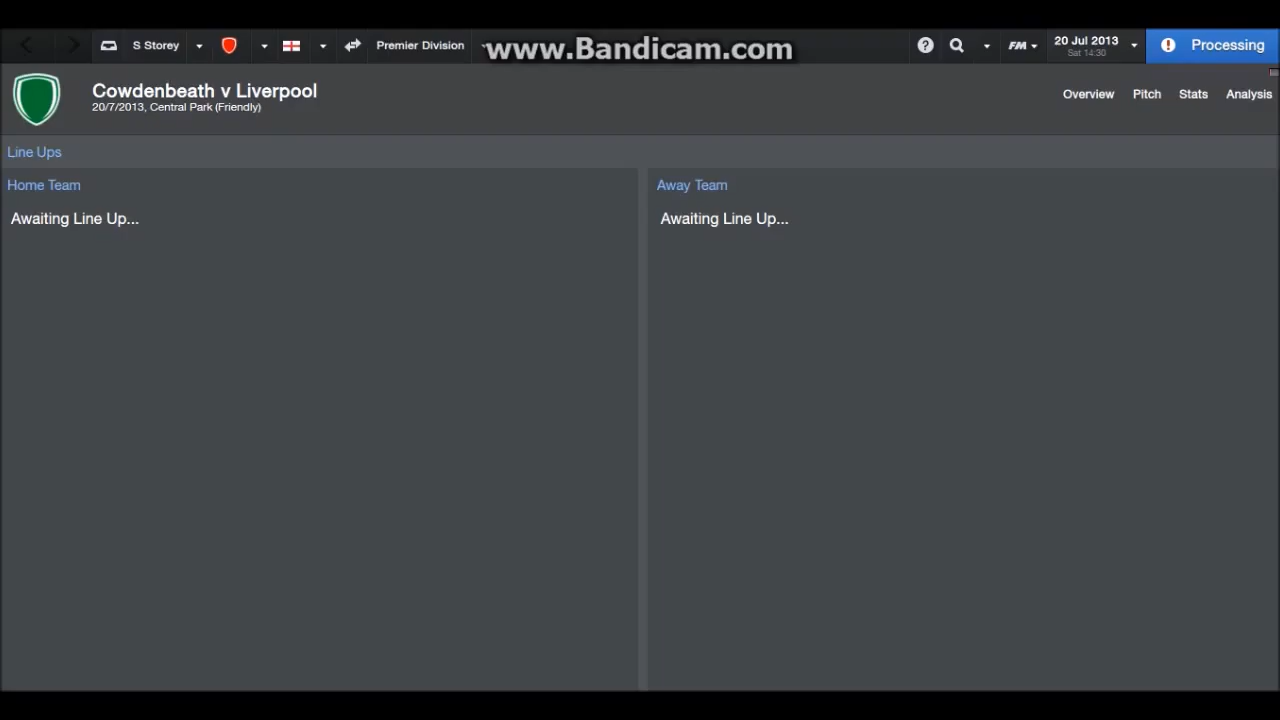 S Storey
Premier Division
www.Bandicam.com
FM
20 Jul 2013
Sat 14:30
Processing
Cowdenbeath v Liverpool
20/7/2013, Central Park (Friendly)
Overview
Pitch
Stats
Analysis
Line Ups
Home Team
Away Team
Awaiting Line Up...
Awaiting Line Up...